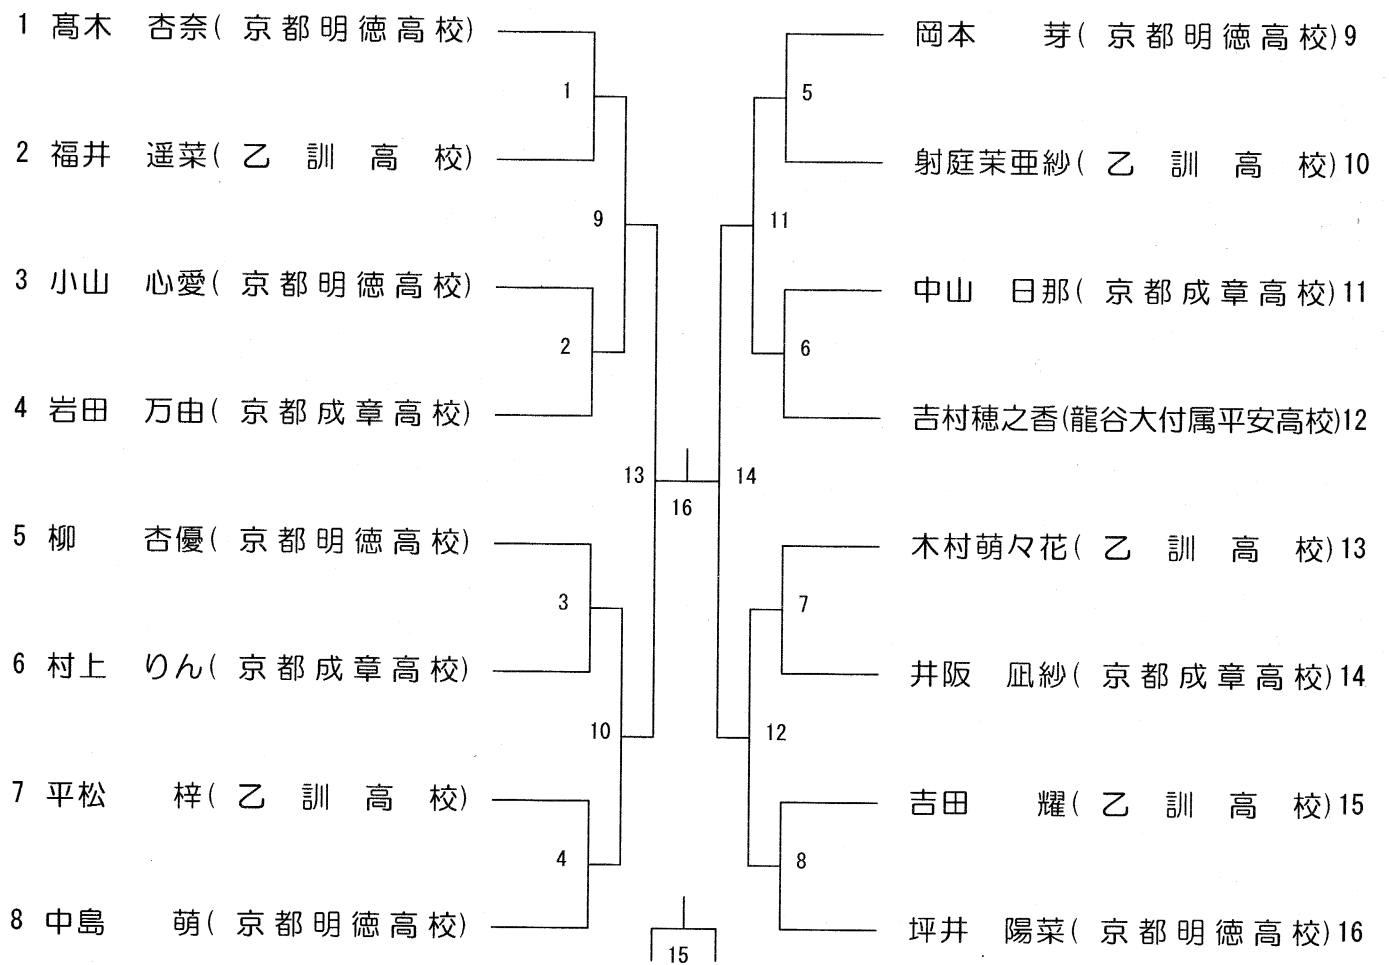 1 髙木 杏奈( 京都明徳高校)
2 福井 遥菜( 乙訓高校)
3 小山 心愛( 京都明徳高校)
4 岩田 万由( 京都成章高校)
5 柳 杏優( 京都明徳高校)
6 村上 りん( 京都成章高校)
7 平松 梓( 乙訓高校)
8 中島 萌( 京都明徳高校)
1
2
3
4
9
10
13
16
15
14
11
12
5
6
7
8
岡本 芽( 京都明徳高校)9
射庭茉亜紗( 乙訓高校)10
中山 日那( 京都成章高校)11
吉村穂之香(龍谷大付属平安高校)12
木村萌々花( 乙訓高校)13
井阪 凪紗( 京都成章高校)14
吉田 耀( 乙訓高校)15
坪井 陽菜( 京都明徳高校)16